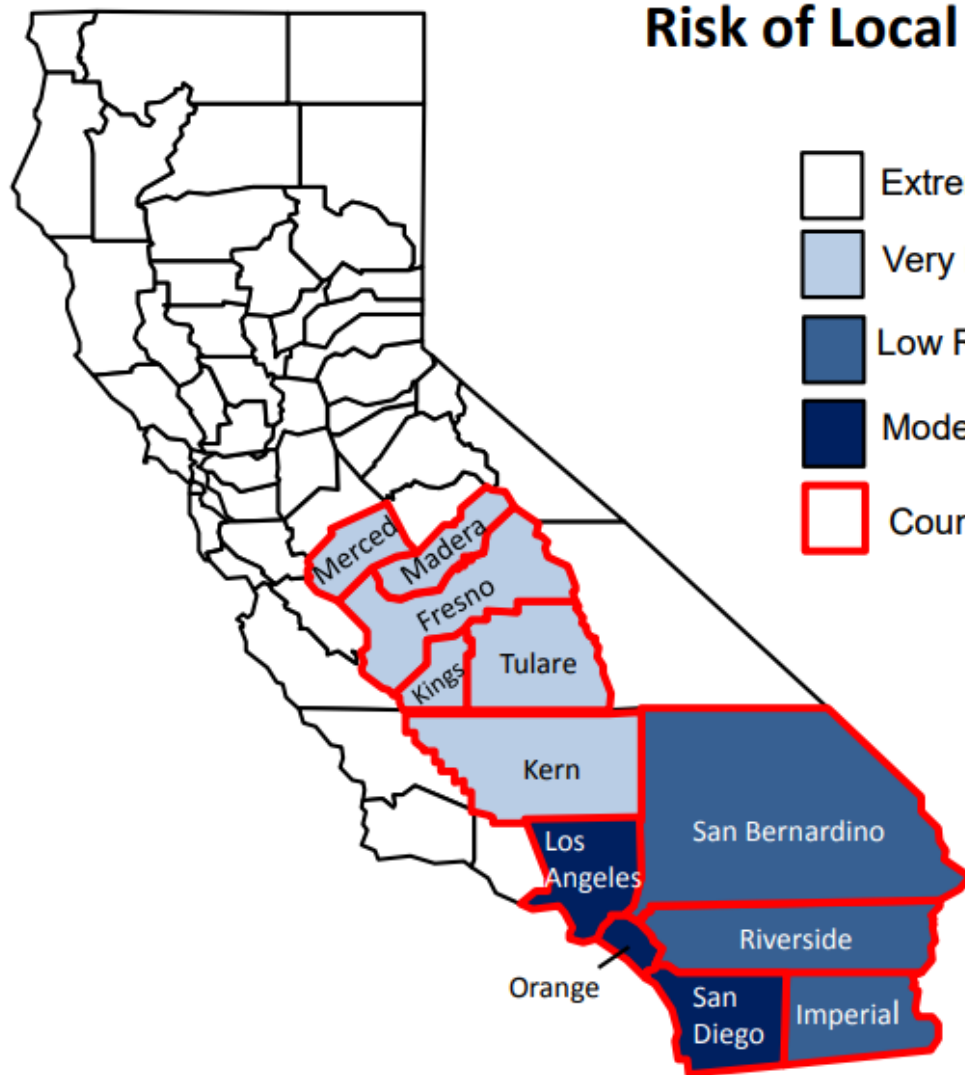 Risk of Local
Extre
Very
Low
Mode
Cour
Merced
Madera
Fresno
Kings
Tulare
Kern
San Bernardino
Los
Angeles
Riverside
Orange
San
Diego
Imperial